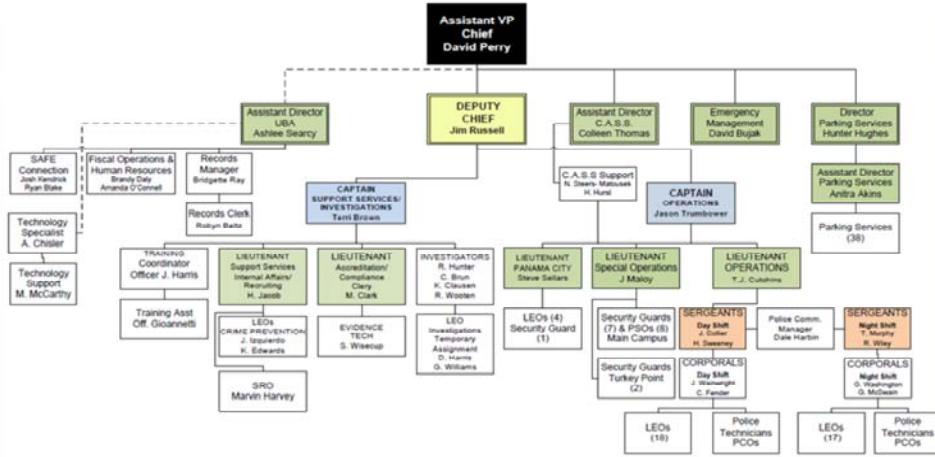 Assistant VP
Chief
David Perry
Assistant Director
UBA
Ashlee Searcy
DEPUTY
CHIEF
Jim Russell
Assistant Director
C.A.S.S.
Colleen Thomas
Emergency
Management
David Bujak
Director
Parking Services
Hunter Hughes
SAFE
Connection
Josh Kendrick
Ryan Blake
Fiscal Operations &
Human Resources
Brandy Daly
Amanda O'Connell
Records
Manager
Bridgette Ray
Records Clerk
Robyn Baltz
C.A.S.S Support
N. Steers- Matousek
H. Hurst
Assistant Director
Parking Services
Anitra Akins
CAPTAIN
SUPPORT SERVICES/
INVESTIGATIONS
Terri Brown
CAPTAIN
OPERATIONS
Jason Trumbower
Technology
Specialist
A. Chisler
Parking Services
(38)
Technology
Support
M. McCarthy
TRAINING
Coordinator
Officer J. Harris
LIEUTENANT
Support Services
Internal Affairs/
Recruiting
H. Jacob
LIEUTENANT
Accreditation/
Compliance
Clery
M. Clark
INVESTIGATORS
R. Hunter
C. Brun
K. Clausen
R. Wooten
LIEUTENANT
PANAMA CITY
Steve Sellars
LIEUTENANT
Special Operations
J Maloy
LIEUTENANT
OPERATIONS
T.J.
Training Asst
Off. Gioannetti
LEOs
CRIME PREVENTION
J. Izquierdo
K. Edwards
EVIDENCE
TECH
S. Wisecup
LEO
Investigations
Temporary
Assignment
D. Harris
G. Williams
LEOs (4)
Security Guard
(1)
Security Guards
(7) & PSOs (8)
Main Campus
SERGEANTS
Day Shift
J. Collier
H. Sweeney
Police Comm.
Manager
Dale Harbin
SERGEANTS
Night Shift
T. Murphy
R. Wiley
SRO
Marvin Harvey
Security Guards
Turkey Point
(2)
CORPORALS
Day Shift
J. Wainwright
C. Fender
CORPORALS
Night Shift
G. Washington
G. McSwain
LEOs
(18)
Police
Technicians
PCOs
LEOs
(17)
Police
Technicians
PCOs